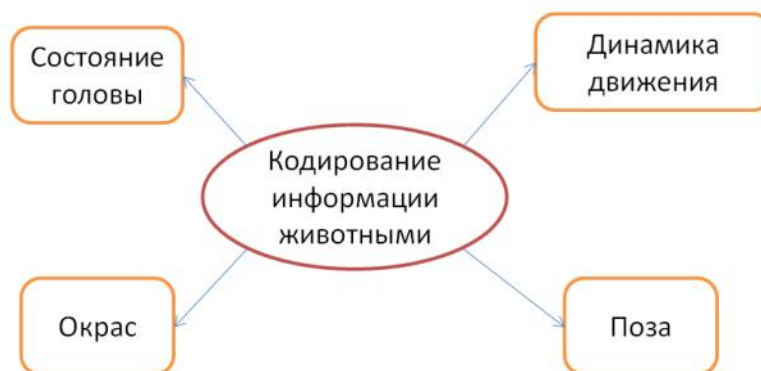 Состояние
головы
Динамика
движения
Кодирование
информации
животными
Окрас
Поза